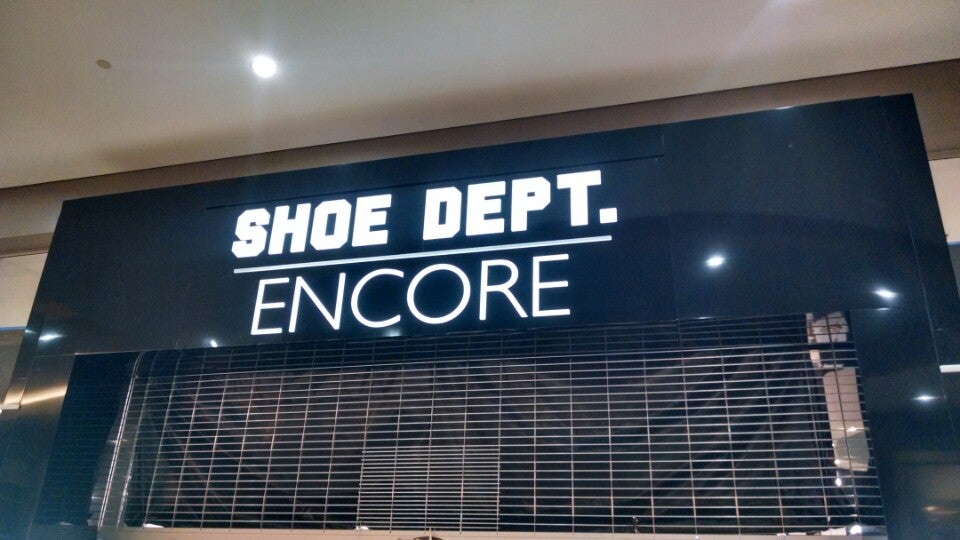 SHOE DEPT.
ENCORE